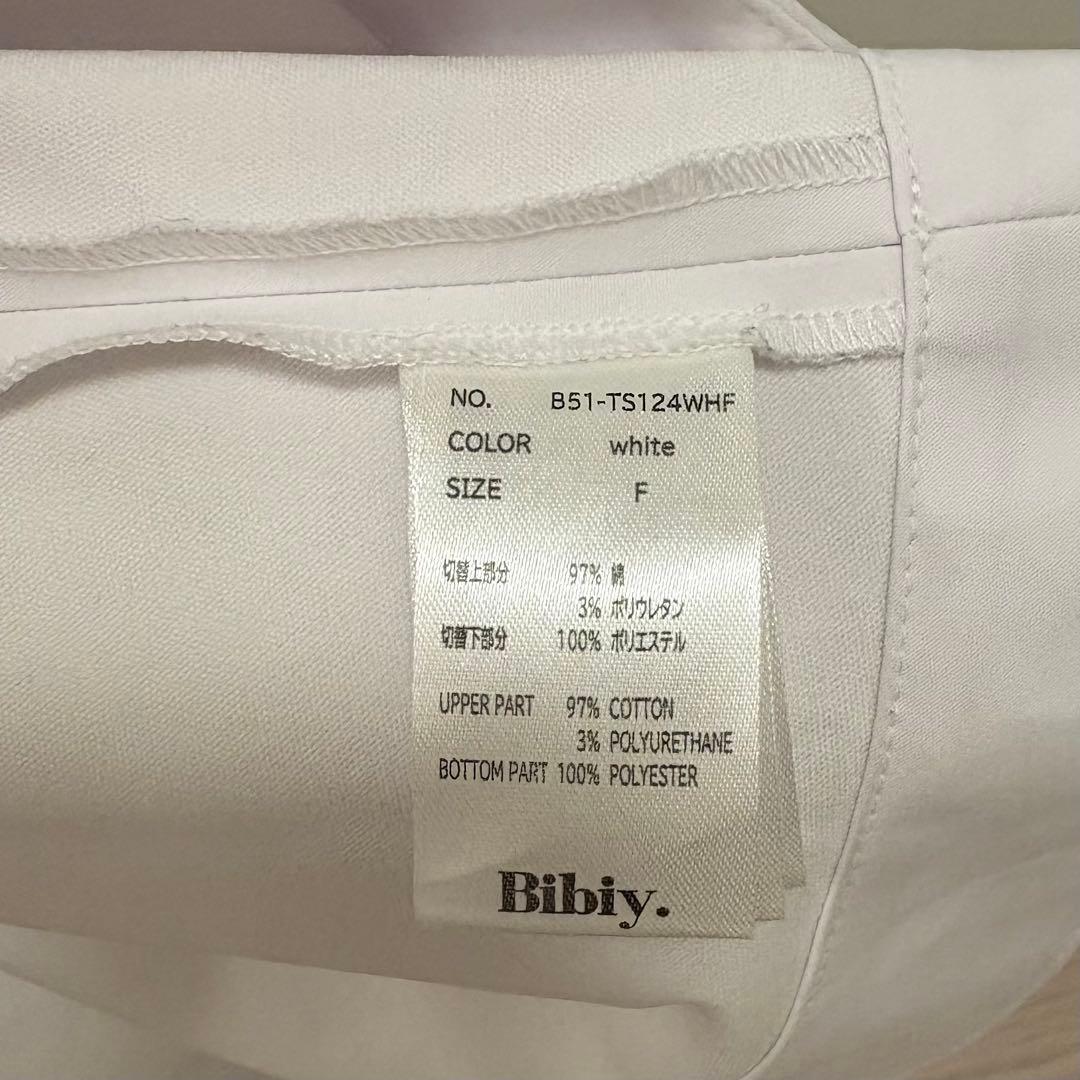 NO. B51-TS124WHF
COLOR white
SIZE F
切替上部分 97% 綿
3% ポリウレタン
切替下部分 100% ポリエステル
UPPER PART 97% COTTON
3% POLYURETHANE
BOTTOM PART 100% POLYESTER
Bibiy.